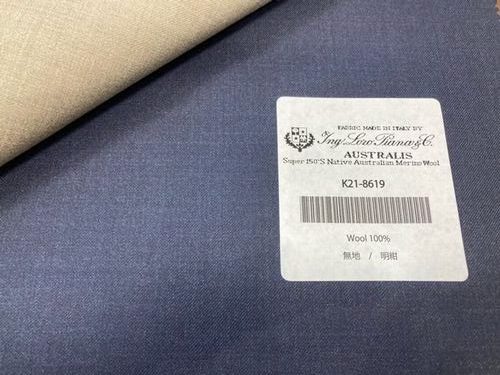 FABRIC MADE IN ITALY BY
Ing. Loro Piana & C.
AUSTRALIS
Super 150'S Native Australian Merino Wool
K21-8619
Wool 100%
無地 / 明紺